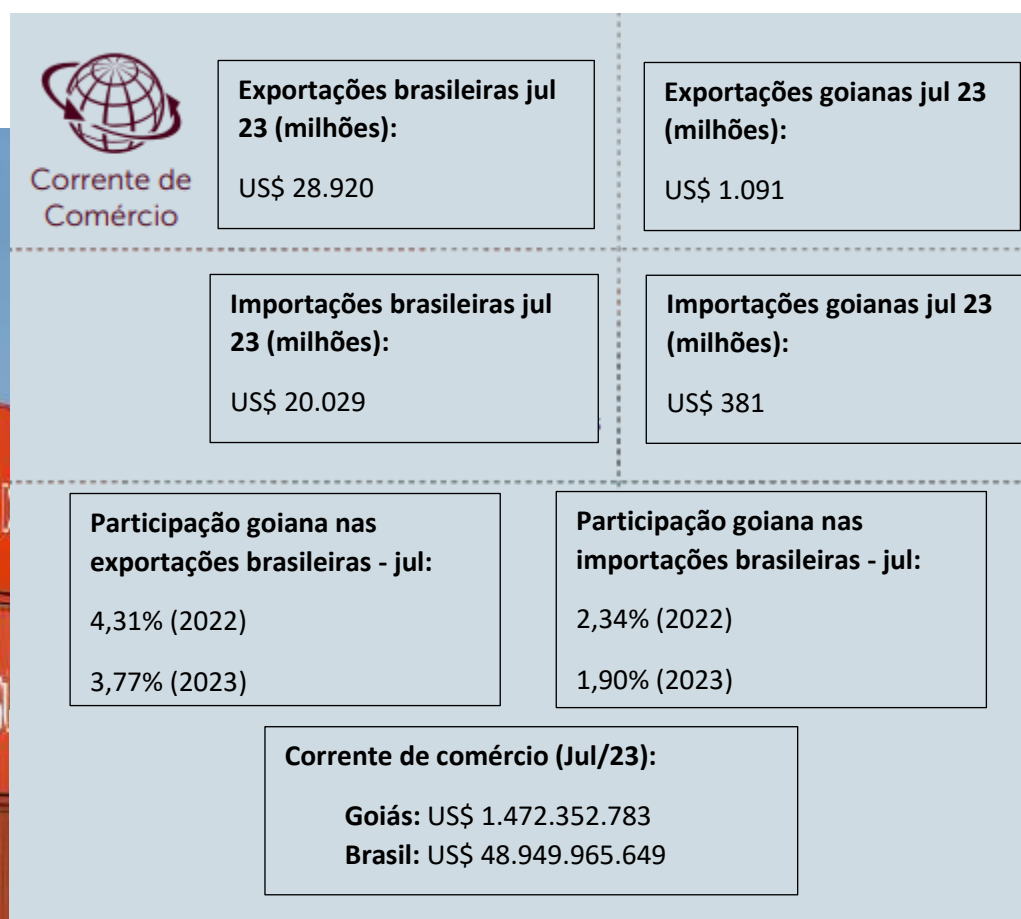 Corrente de
Comércio
Exportações brasileiras jul
23 (milhões):
US$ 28.920
Exportações goianas jul 23
(milhões):
US$ 1.091
Importações brasileiras jul
23 (milhões):
US$ 20.029
Importações goianas jul 23
(milhões):
US$ 381
Participação goiana nas
exportações brasileiras - jul:
4,31% (2022)
3,77% (2023)
Participação goiana nas
importações brasileiras - jul:
2,34% (2022)
1,90% (2023)
Corrente de comércio (Jul/23):
Goiás: US$ 1.472.352.783
Brasil: US$ 48.949.965.649